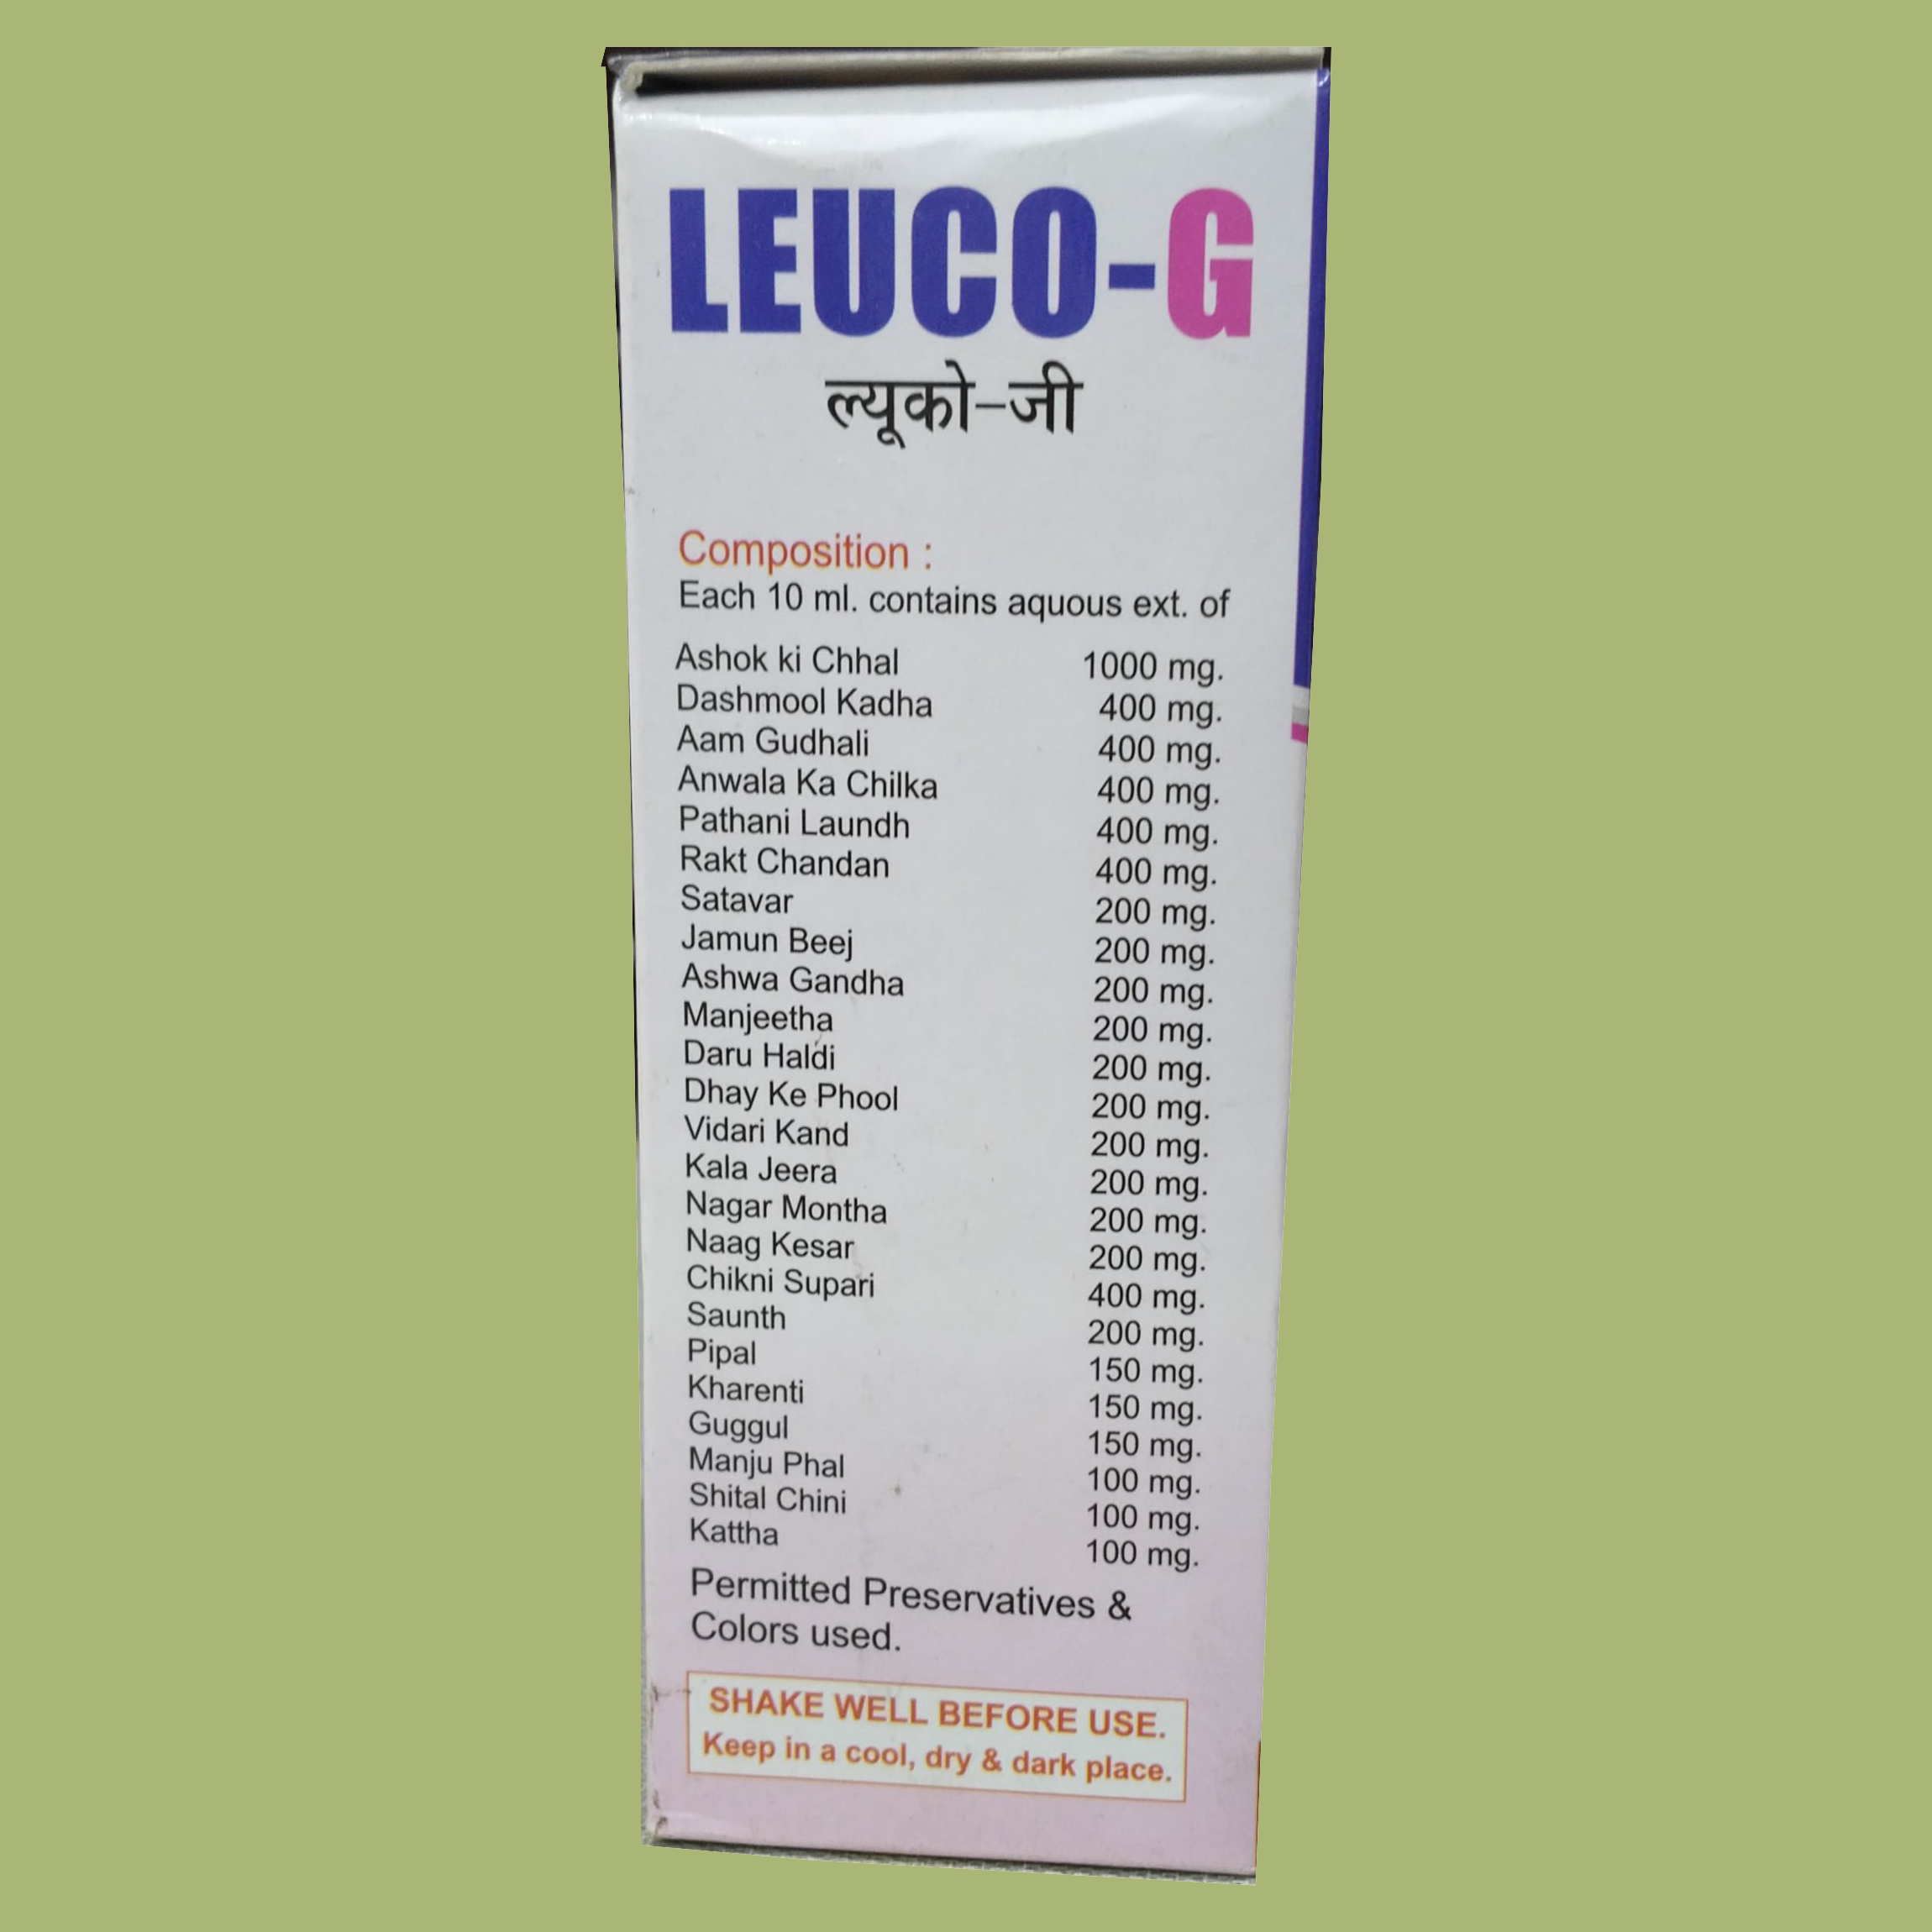 LEUCO-G
ल्यूको-जी
Composition :
Each 10 ml. contains aquous ext. of
Ashok ki Chhal 1000 mg.
Dashmool Kadha 400 mg.
Aam Gudhali 400 mg.
Anwala Ka Chilka 400 mg.
Pathani Laundh 400 mg.
Rakt Chandan 400 mg.
Satavar 200 mg.
Jamun Beej 200 mg.
Ashwa Gandha 200 mg.
Manjeetha 200 mg.
Daru Haldi 200 mg.
Dhay Ke Phool 200 mg.
Vidari Kand 200 mg.
Kala Jeera 200 mg.
Nagar Montha 200 mg.
Naag Kesar 200 mg.
Chikni Supari 400 mg.
Saunth 200 mg.
Pipal 150 mg.
Kharenti 150 mg.
Guggul 150 mg.
Manju Phal 100 mg.
Shital Chini 100 mg.
Kattha 100 mg.
Permitted Preservatives &
Colors used.
SHAKE WELL BEFORE USE.
Keep in a cool, dry & dark place.